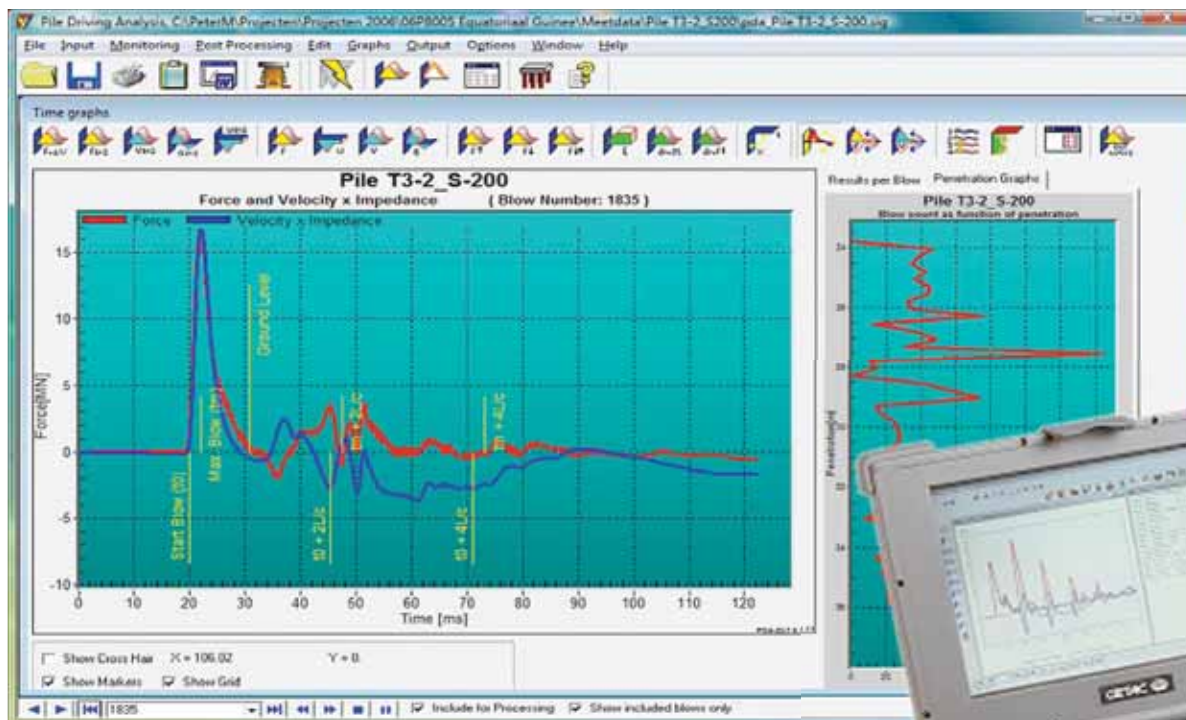 Pile Driving Analysis, C:\PeterM\Projecten\Projecten 2006\06P8005 Equatoriaal Guinee\Meetdata\Pile T3-2_S200\pda_Pile T3-2_S-200.sig
File Input Monitoring Post Processing Edit Graphs Output Options Window Help
Time graphs
Pile T3-2_S-200
Force and Velocity x Impedance ( Blow Number: 1835 )
Force Velocity x Impedance
Force[MN]
15
10
5
0
-5
-10
Start Blow (t0)
Max. Blow (tm)
Ground Level
t0 + 2L/c
tm + 2L/c
t0 + 4L/c
tm + 4L/c
0 10 20 30 40 50 60 70 80 90 100 110 120
Time [ms]
Results per Blow Penetration Graphs
Pile T3-2_S-200
Blow count as function of penetration
Penetration[m]
Show Cross Hair X = 106.02 Y = 0.
Show Markers Show Grid
1835 Include for Processing Show included blows only
GETAC